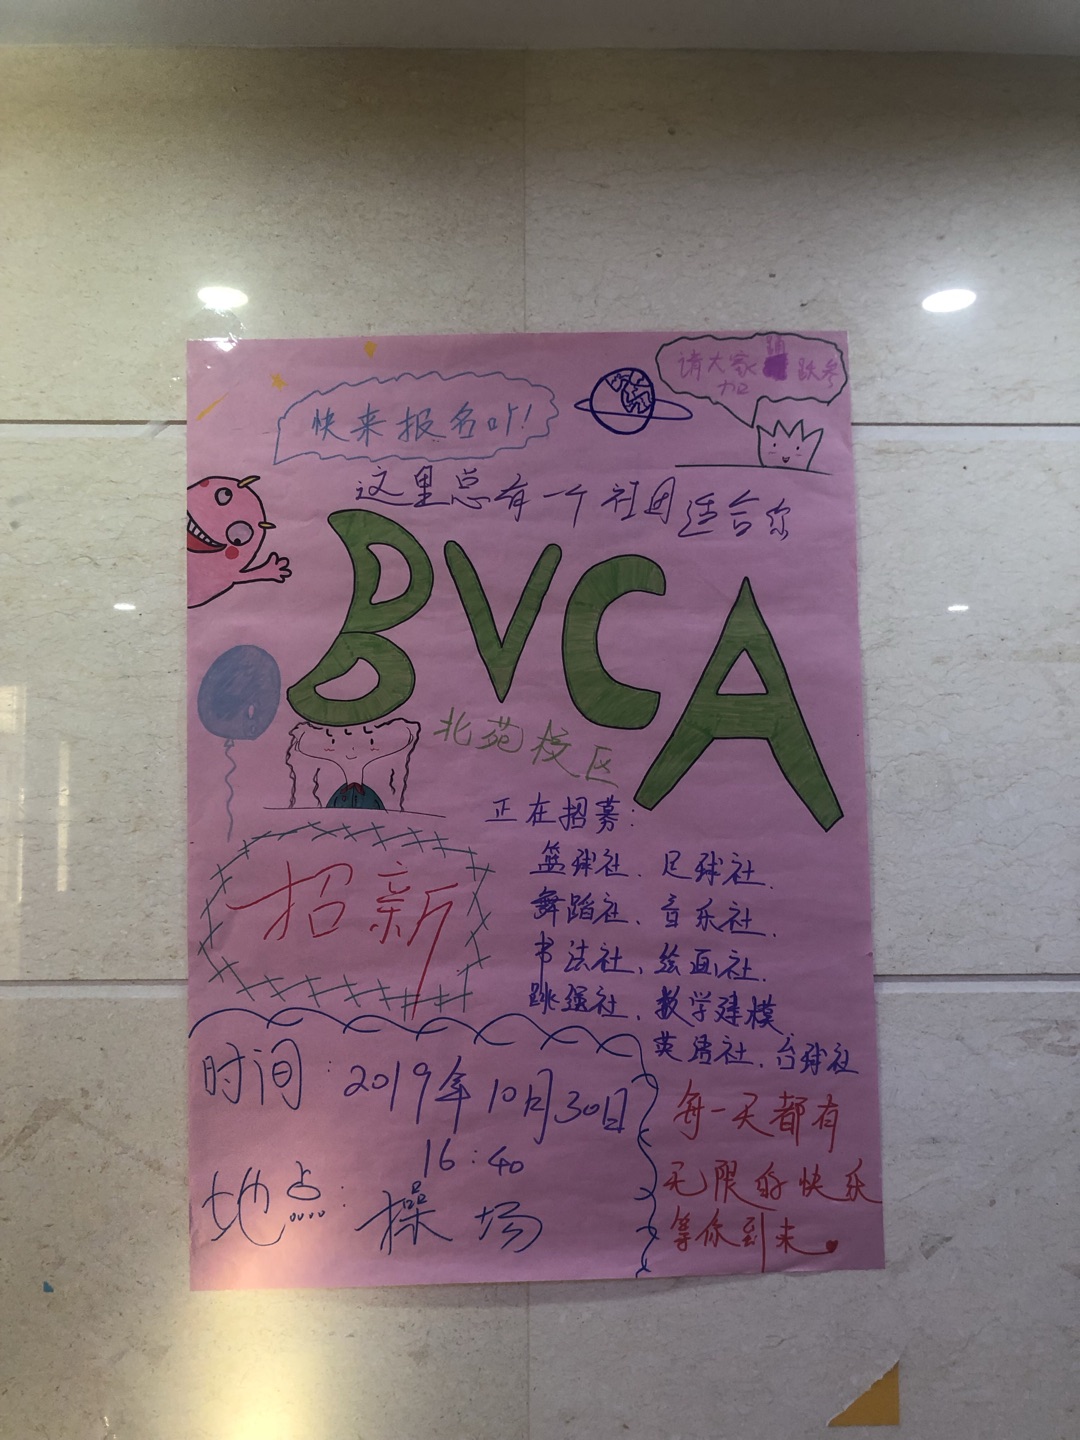 快来报名吖!
请大家踊跃参
加
这里总有一个社团适合你
BVCA
北苑校区
正在招募:
篮球社、足球社、
舞蹈社、音乐社、
书法社、绘画社、
跳绳社、数学建模
英语社、台球社
招新
时间:2019年10月30日
16:40
地点:操场
每一天都有
无限的快乐
等你到来